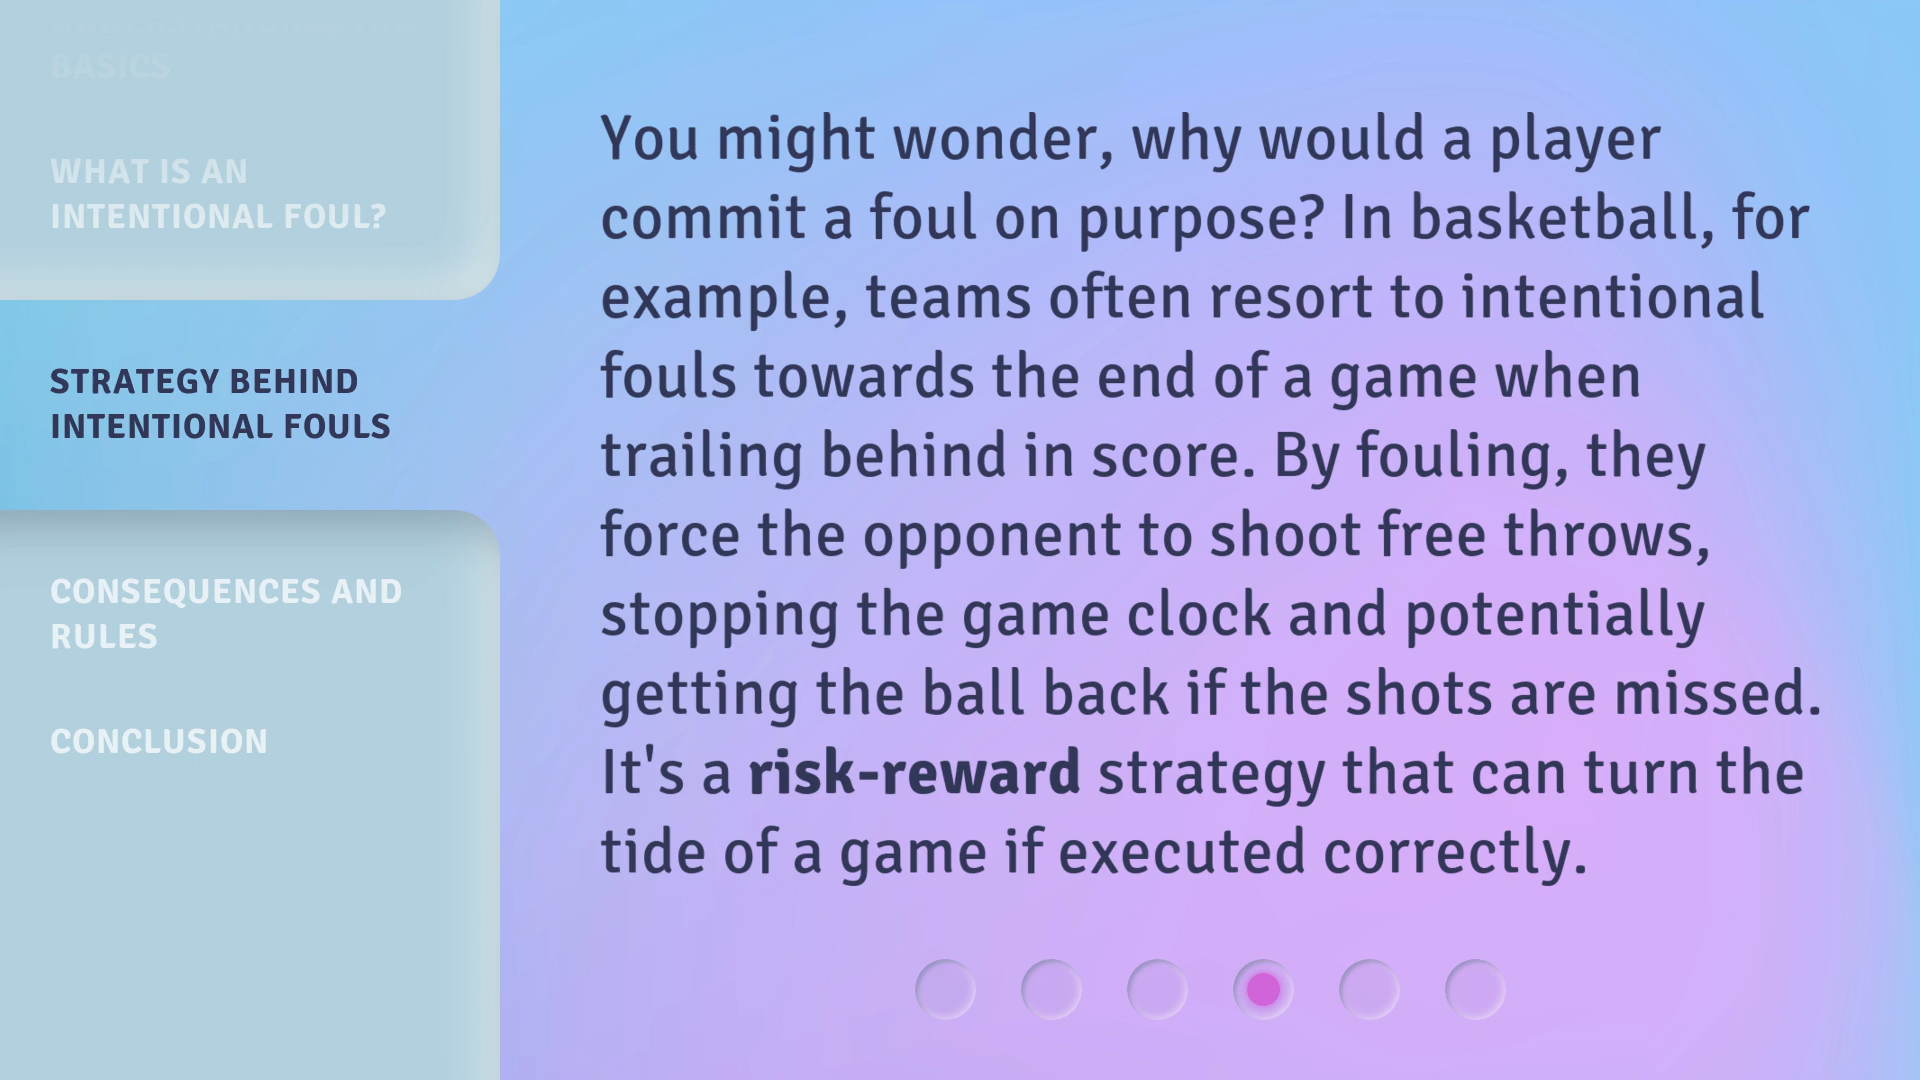 BASICS
WHAT IS AN
INTENTIONAL FOUL?
STRATEGY BEHIND
INTENTIONAL FOULS
CONSEQUENCES AND
RULES
CONCLUSION
You might wonder, why would a player
commit a foul on purpose? In basketball, for
example, teams often resort to intentional
fouls towards the end of a game when
trailing behind in score. By fouling, they
force the opponent to shoot free throws,
stopping the game clock and potentially
getting the ball back if the shots are missed.
It's a risk-reward strategy that can turn the
tide of a game if executed correctly.